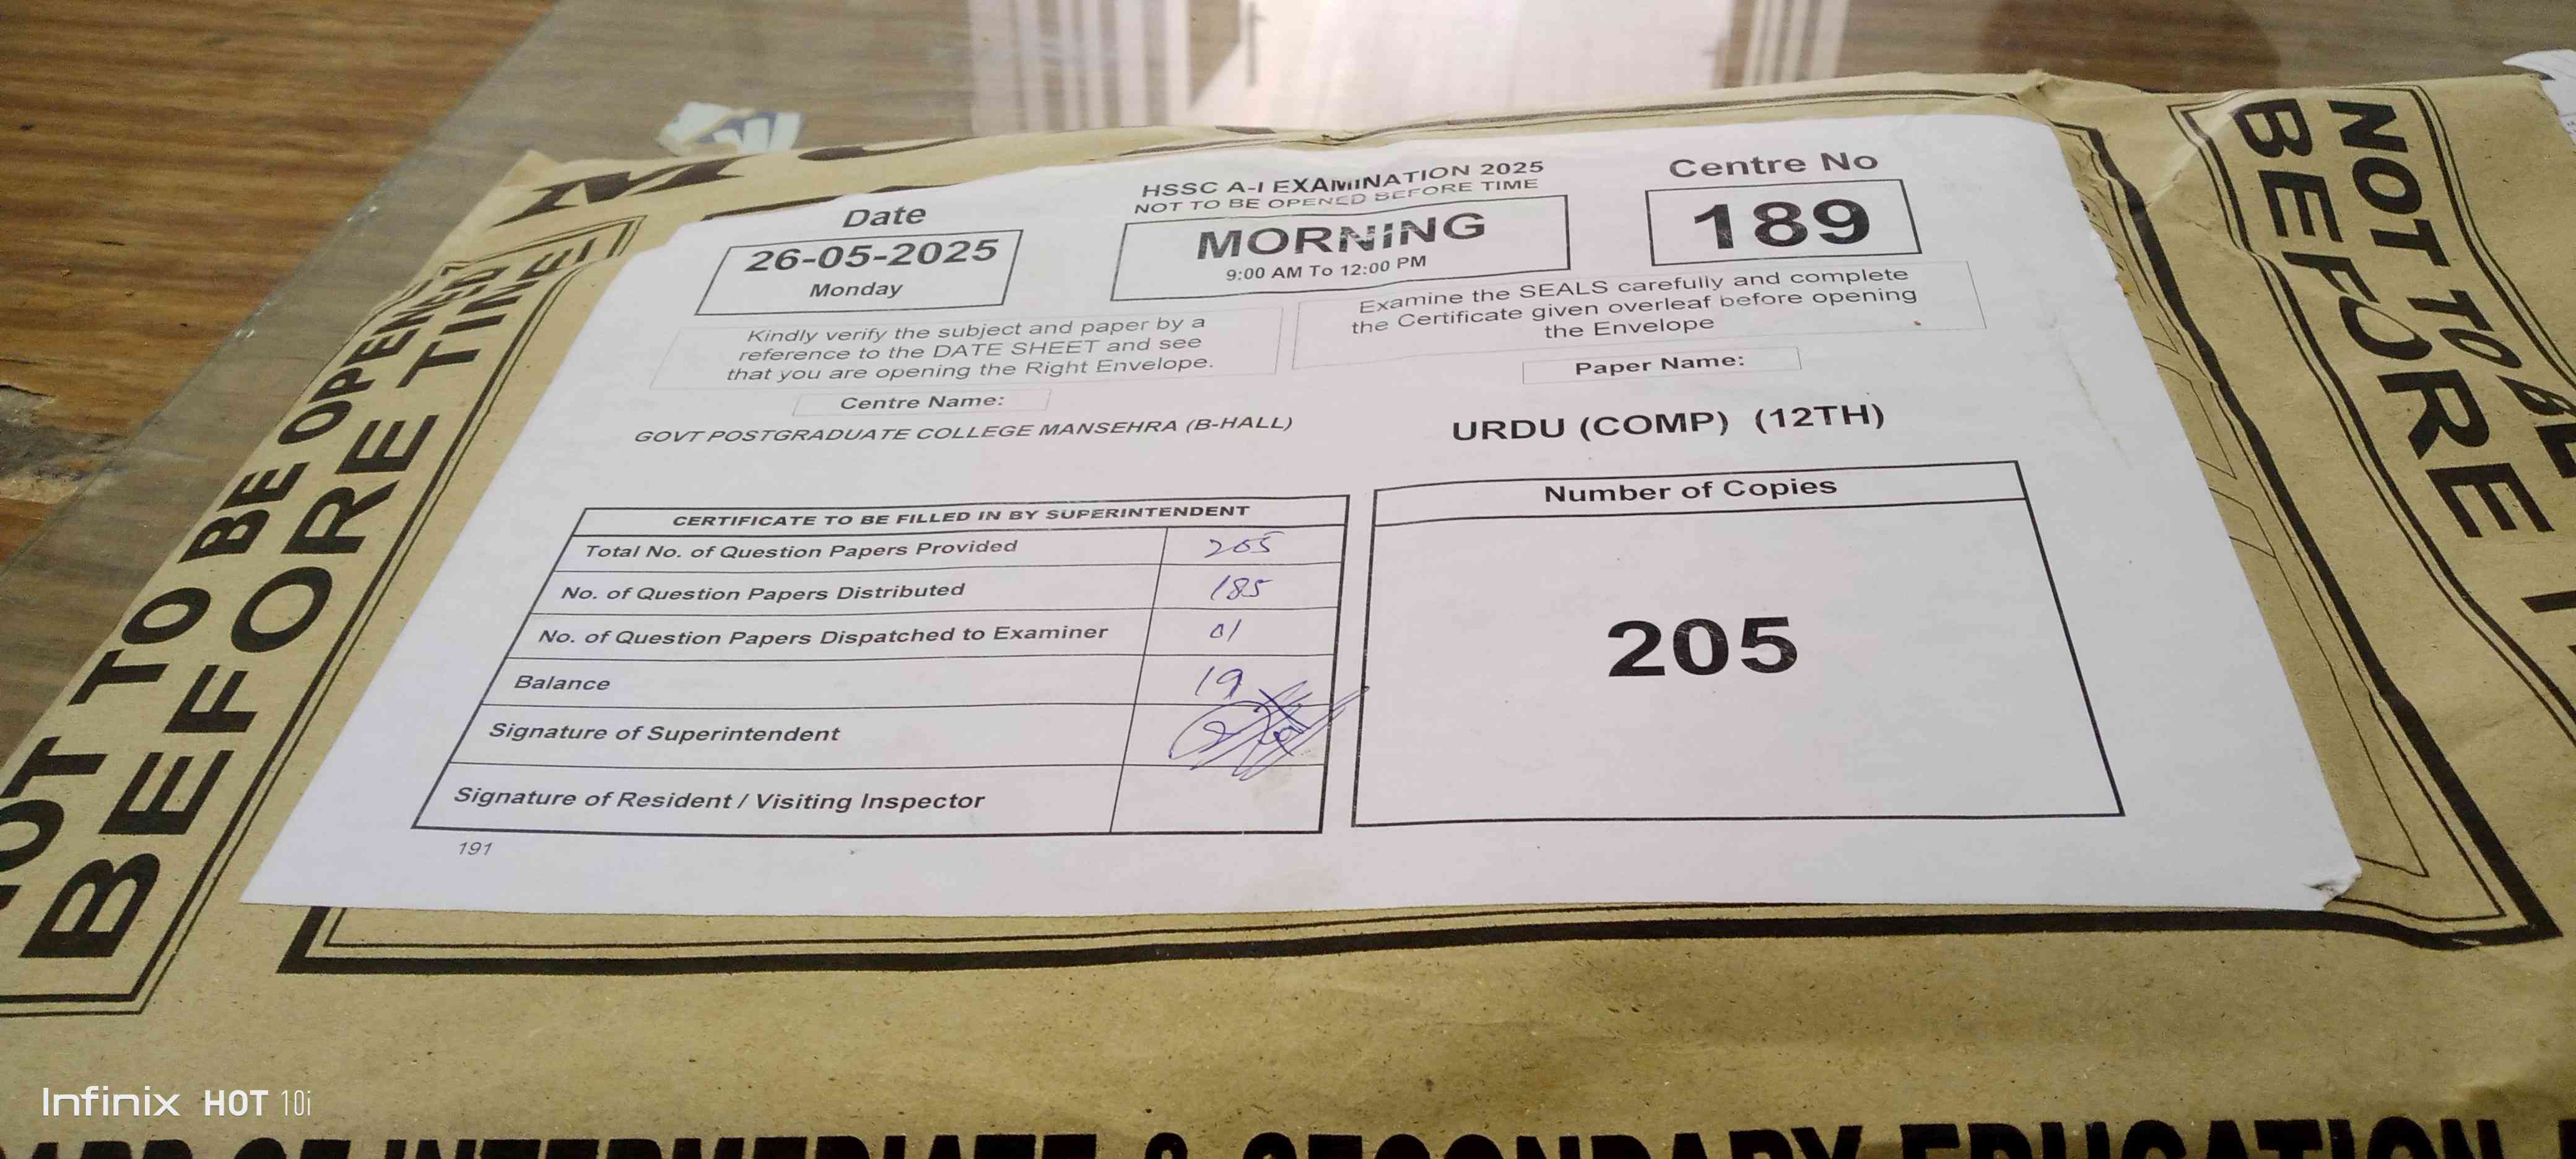 HSSC A-I EXAMINATION 2025
NOT TO BE OPENED BEFORE TIME
Date
26-05-2025
Monday
MORNING
9:00 AM To 12:00 PM
Centre No
189
Kindly verify the subject and paper by a
reference to the DATE SHEET and see
that you are opening the Right Envelope.
Examine the SEALS carefully and complete
the Certificate given overleaf before opening
the Envelope
Centre Name:
GOVT POSTGRADUATE COLLEGE MANSEHRA (B-HALL)
Paper Name:
URDU (COMP) (12TH)
CERTIFICATE TO BE FILLED IN BY SUPERINTENDENT
Total No. of Question Papers Provided 205
No. of Question Papers Distributed 185
No. of Question Papers Dispatched to Examiner 01
Balance 19
Signature of Superintendent
Signature of Resident / Visiting Inspector
191
Number of Copies
205
NOT TO BE OPENED
BEFORE TIME
NOT TO BE
BEFORE
INTERMEDIATE & SECONDARY EDUCATION
Infinix HOT 10i